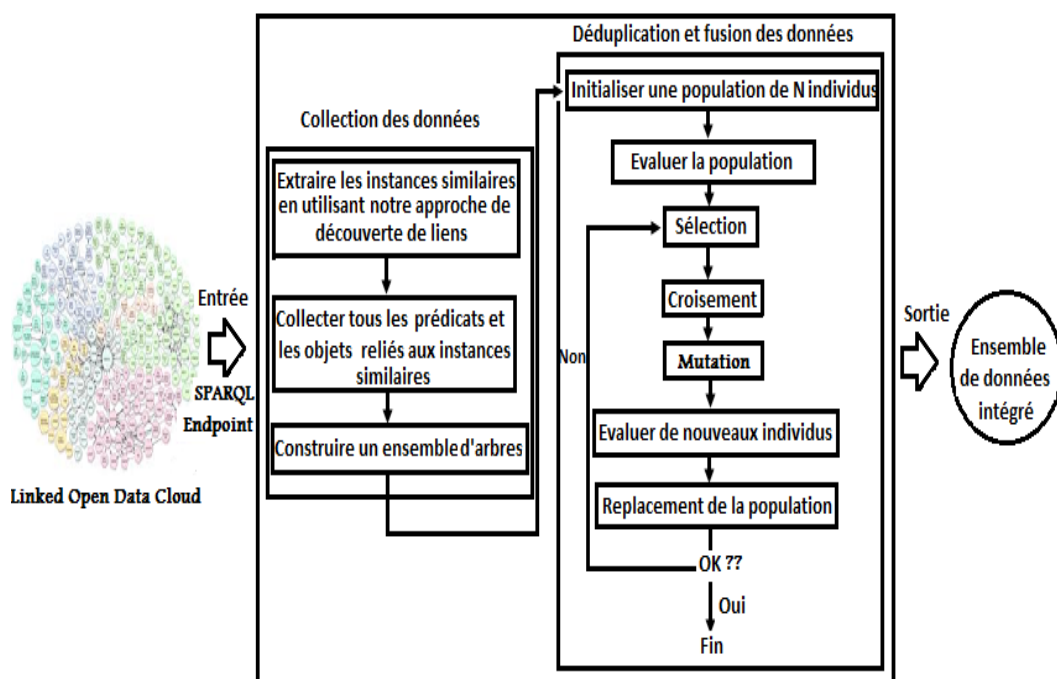 Linked Open Data Cloud
Entrée
SPARQL
Endpoint
Collection des données
Extraire les instances similaires
en utilisant notre approche de
découverte de liens
Collecter tous les prédicats et
les objets reliés aux instances
similaires
Construire un ensemble d'arbres
Déduplication et fusion des données
Initialiser une population de N individus
Evaluer la population
Sélection
Croisement
Mutation
Evaluer de nouveaux individus
Replacement de la population
OK ??
Non
Oui
Fin
Sortie
Ensemble
de données
intégré